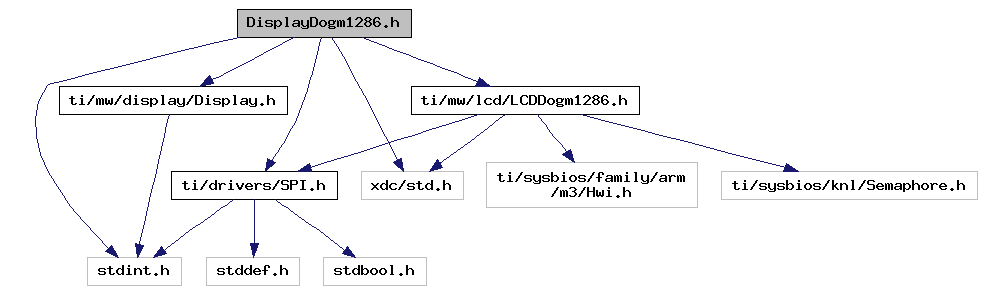 DisplayDogm1286.h
ti/mw/display/Display.h
ti/mw/lcd/LCDDogm1286.h
ti/drivers/SPI.h
xdc/std.h
ti/sysbios/family/arm
/m3/Hwi.h
ti/sysbios/knl/Semaphore.h
stdint.h
stddef.h
stdbool.h